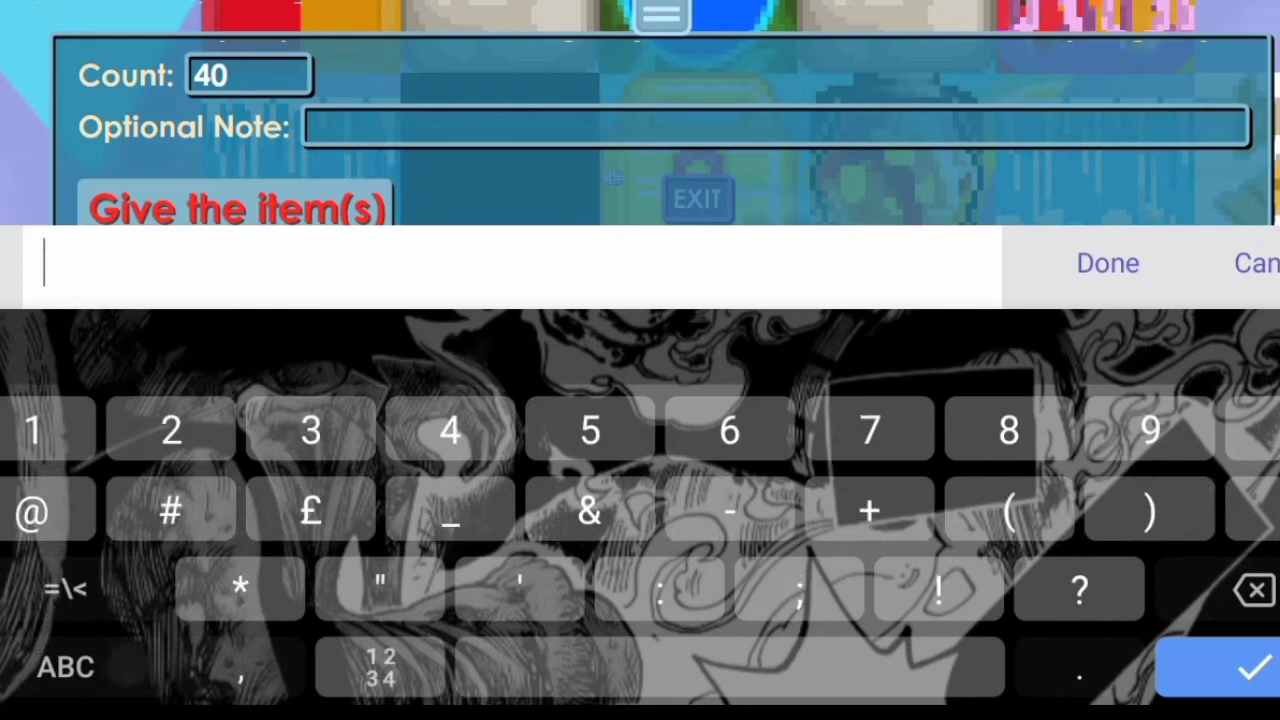 Count: 40
Optional Note:
EXIT
Give the item(s)
Done Can
1 2 3 4 5 6 7 8 9
@ # £ _ & - + ( )
=\< * " ' : ; ! ?
ABC , 12 34 .